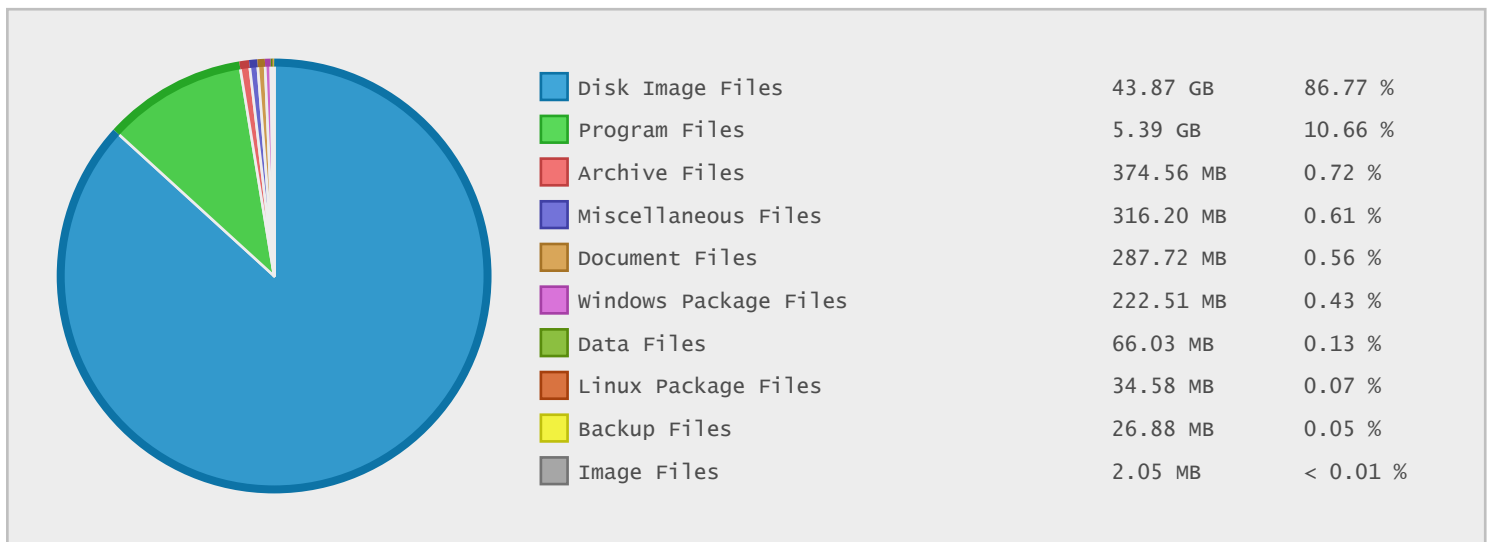 Disk Image Files 43.87 GB 86.77 %
Program Files 5.39 GB 10.66 %
Archive Files 374.56 MB 0.72 %
Miscellaneous Files 316.20 MB 0.61 %
Document Files 287.72 MB 0.56 %
Windows Package Files 222.51 MB 0.43 %
Data Files 66.03 MB 0.13 %
Linux Package Files 34.58 MB 0.07 %
Backup Files 26.88 MB 0.05 %
Image Files 2.05 MB < 0.01 %